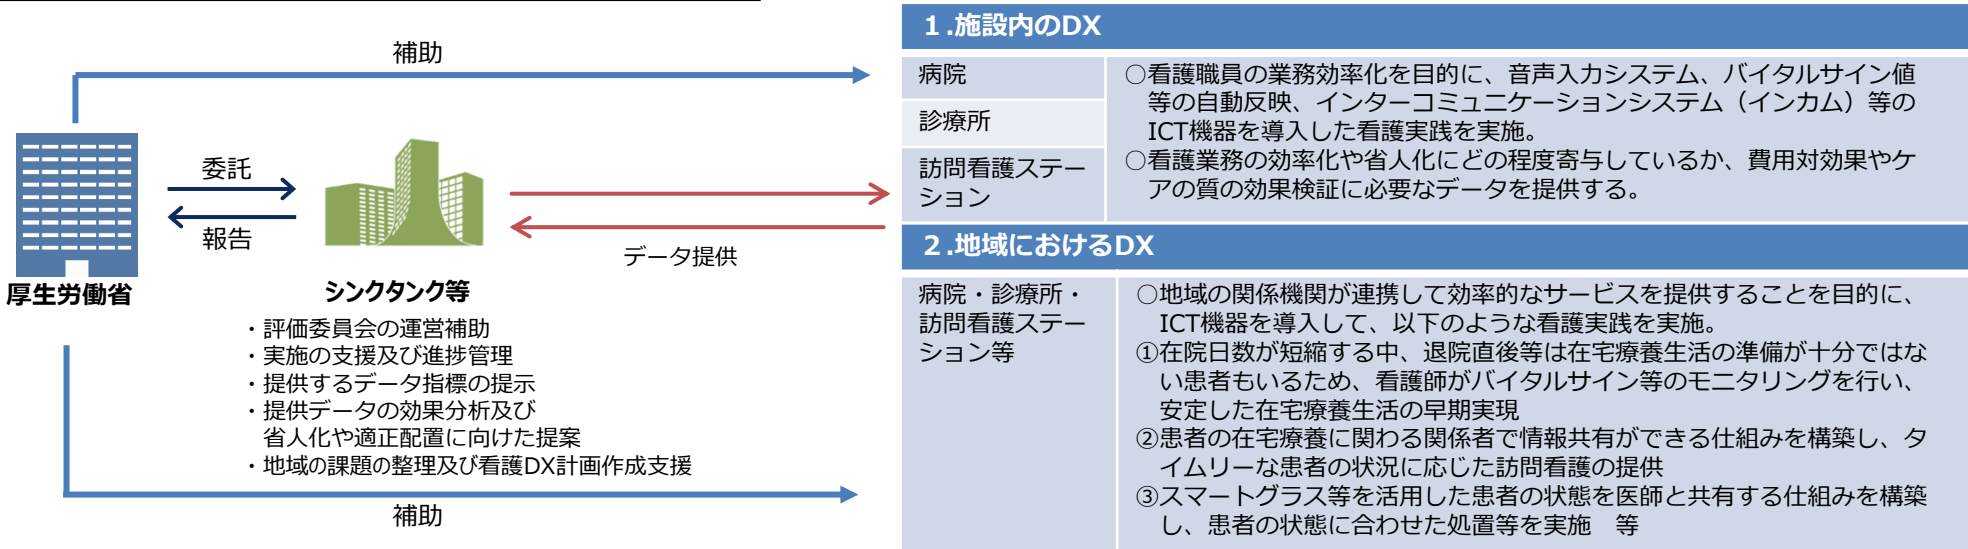 補助
委託
報告
データ提供
厚生労働省
シンクタンク等
・評価委員会の運営補助
・実施の支援及び進捗管理
・提供するデータ指標の提示
・提供データの効果分析及び
省人化や適正配置に向けた提案
・地域の課題の整理及び看護DX計画作成支援
補助
１.施設内のDX
病院
診療所
訪問看護ステー
ション
○看護職員の業務効率化を目的に、音声入力システム、バイタルサイン値
等の自動反映、インターコミュニケーションシステム（インカム）等の
ICT機器を導入した看護実践を実施。
○看護業務の効率化や省人化にどの程度寄与しているか、費用対効果やケ
アの質の効果検証に必要なデータを提供する。
２.地域におけるDX
病院・診療所・
訪問看護ステー
ション等
○地域の関係機関が連携して効率的なサービスを提供することを目的に、
ICT機器を導入して、以下のような看護実践を実施。
①在院日数が短縮する中、退院直後等は在宅療養生活の準備が十分ではな
い患者もいるため、看護師がバイタルサイン等のモニタリングを行い、
安定した在宅療養生活の早期実現
②患者の在宅療養に関わる関係者で情報共有ができる仕組みを構築し、タ
イムリーな患者の状況に応じた訪問看護の提供
③スマートグラス等を活用した患者の状態を医師と共有する仕組みを構築
し、患者の状態に合わせた処置等を実施　等